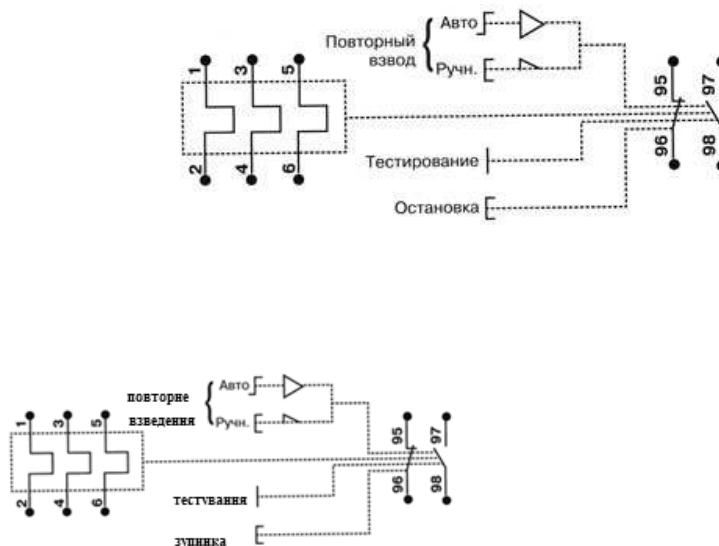 Авто
Повторный
взвод
Ручн.
1 3 5
95 97
2 4 6
96 98
Тестирование
Остановка
Авто
повторне
взведення
Ручн.
1 3 5
95 97
2 4 6
96 98
тестування
зупинка